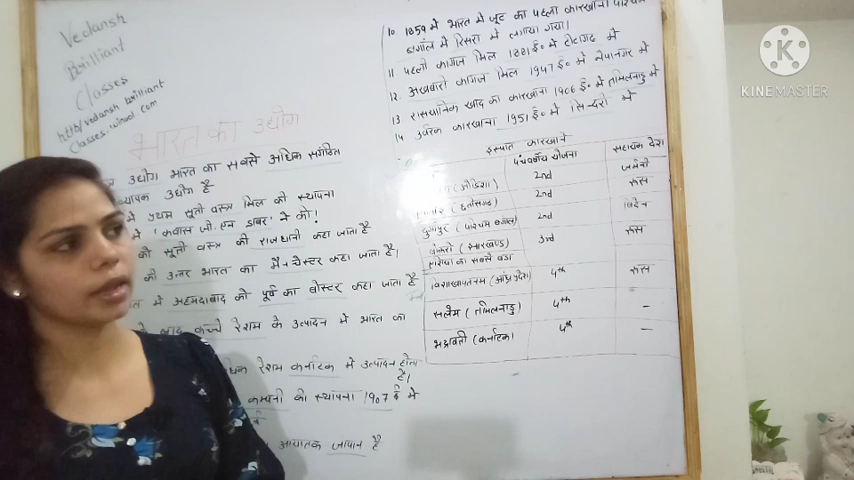 Vedansh
Brilliant
Classes
http//vedansh brilliant
classes.
भारत का उद्योग
उद्योग भारत का सबसे अधिक संगठित
व्यापक उद्योग है
में प्रथम सूती वस्त्र मिल की स्थापना
में "कवास जी. एन डाबर" ने की!
को सूती वस्त्र की राजधानी कहा जाता है
को उत्तर भारत का मैनचेस्टर कहा जाता है।
में अहमदाबाद को पूर्व का बोस्टन कहा जाता है
के बाद कच्चे रेशम के उत्पादन में भारत का
रेशम कर्नाटक में उत्पादन होता
है।
कम्पनी की स्थापना 1907 ई० में
आयातक जापान है
10 1859 में भारत में जूट का पहला कारखाना पश्चिम
बंगाल में रिसरा में लगाया गया।
11 पहली कागज मिल 1881 ई० में टीटागढ़ में
12. अखबारी कागज मिल 1947 ई० में नेपानगर में
13 रासायनिक खाद का कारखाना 1906 ई० में तमिलनाडु में
14 उर्वरक कारखाना 1951 ई० में सिन्दरी में
इस्पात कारखाने
पंचवर्षीय योजना सहायक देश
(ओडिशा) 2nd जर्मनी
(छत्तीसगढ़) 2nd रूस
दुर्गापुर (पश्चिम बंगाल) 2nd ब्रिटेन
बोकारो (झारखण्ड) 3rd रूस
एशिया का सबसे बड़ा
विशाखापत्तनम (आंध्रप्रदेश) 4th रूस
सलेम (तमिलनाडु) 4th -
भद्रावती (कर्नाटक) 4th -
KINEMASTER